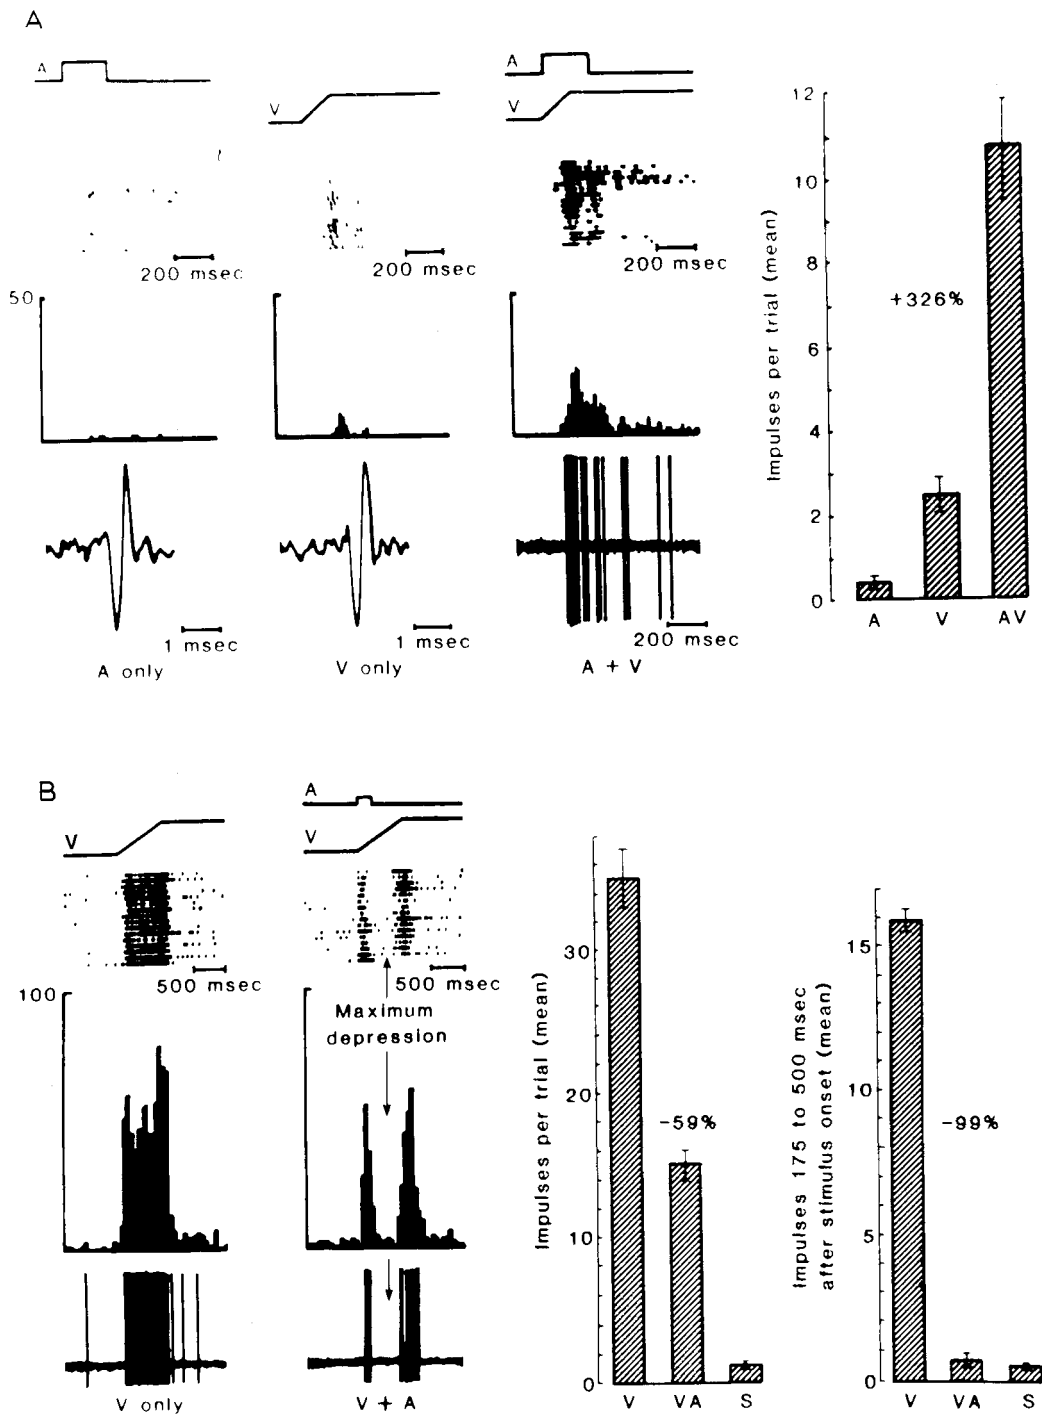 A
A
V
A
V
200 msec
200 msec
200 msec
50
1 msec
1 msec
200 msec
A only
V only
A + V
Impulses per trial (mean)
12
10
8
6
4
2
0
+326%
A
V
AV
B
V
A
V
500 msec
500 msec
100
Maximum
depression
V only
V + A
Impulses per trial (mean)
30
20
10
0
-59%
V
VA
S
Impulses 175 to 500 msec
after stimulus onset (mean)
15
10
5
0
-99%
V
VA
S